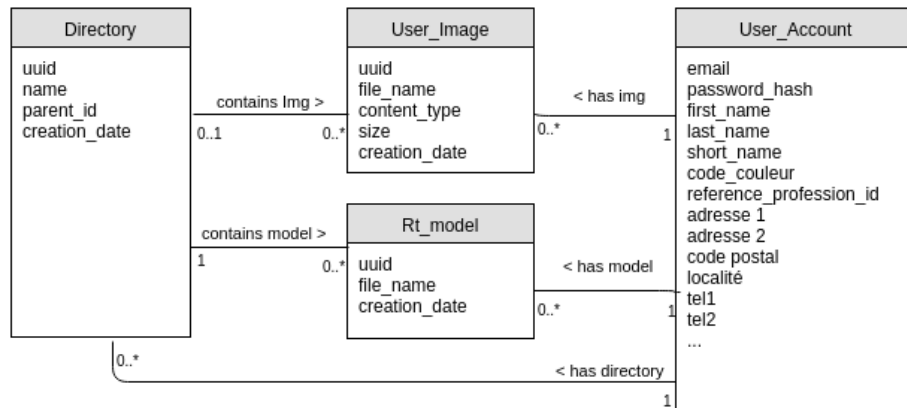 Directory
uuid
name
parent_id
creation_date
contains Img >
0..1
0..*
User_Image
uuid
file_name
content_type
size
creation_date
< has img
0..*
1
User_Account
email
password_hash
first_name
last_name
short_name
code_couleur
reference_profession_id
adresse 1
adresse 2
code postal
localité
tel1
tel2
...
contains model >
1
0..*
Rt_model
uuid
file_name
creation_date
< has model
0..*
1
0..*
< has directory
1